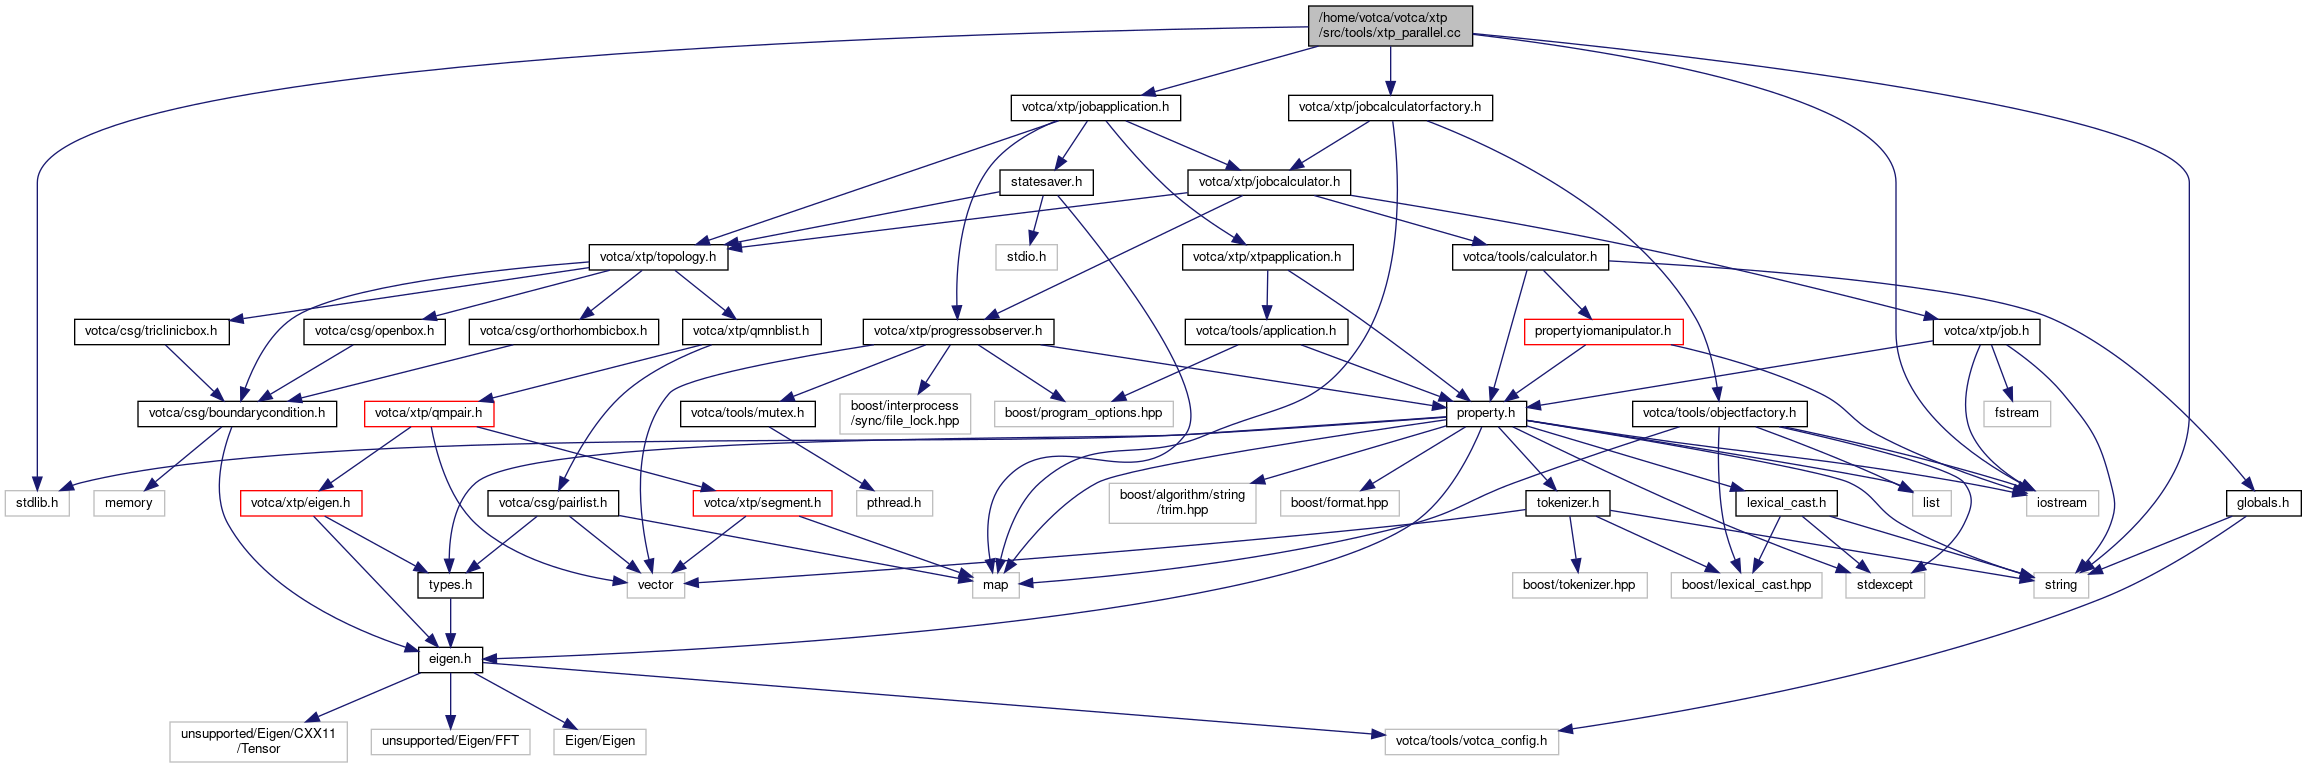 /home/votca/votca/xtp
/src/tools/xtp_parallel.cc
votca/xtp/jobapplication.h
votca/xtp/jobcalculatorfactory.h
statesaver.h
votca/xtp/jobcalculator.h
votca/xtp/topology.h
stdio.h
votca/xtp/xtpapplication.h
votca/tools/calculator.h
votca/csg/triclinicbox.h
votca/csg/openbox.h
votca/csg/orthorhombicbox.h
votca/xtp/qmnblist.h
votca/xtp/progressobserver.h
votca/tools/application.h
propertyiomanipulator.h
votca/xtp/job.h
votca/csg/boundarycondition.h
votca/xtp/qmpair.h
votca/tools/mutex.h
boost/interprocess
/sync/file_lock.hpp
boost/program_options.hpp
property.h
votca/tools/objectfactory.h
fstream
stdlib.h
memory
votca/xtp/eigen.h
votca/csg/pairlist.h
votca/xtp/segment.h
pthread.h
boost/algorithm/string
/trim.hpp
boost/format.hpp
tokenizer.h
lexical_cast.h
list
iostream
globals.h
types.h
vector
map
boost/tokenizer.hpp
boost/lexical_cast.hpp
stdexcept
string
eigen.h
unsupported/Eigen/CXX11
/Tensor
unsupported/Eigen/FFT
Eigen/Eigen
votca/tools/votca_config.h